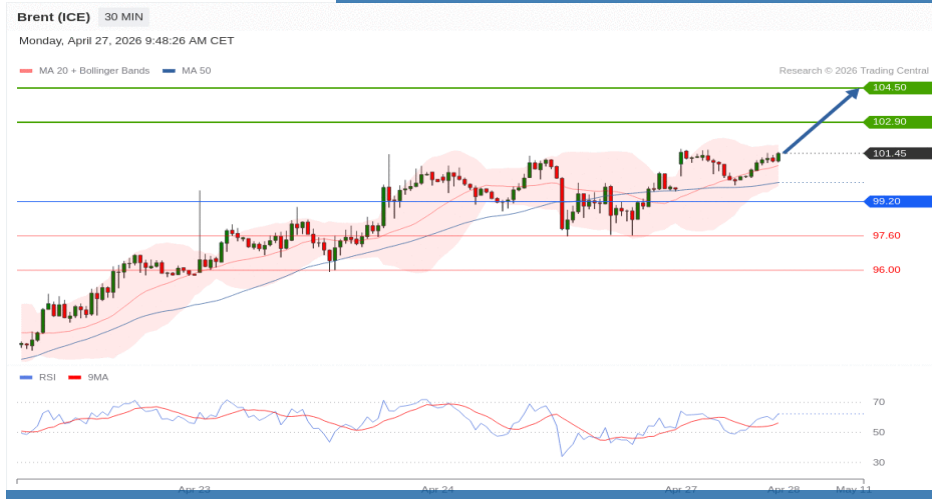 Brent (ICE) 30 MIN
Monday, April 27, 2026 9:48:26 AM CET
MA 20 + Bollinger Bands MA 50
Research © 2026 Trading Central
104.50
102.90
101.45
99.20
97.60
96.00
RSI 9MA
70
50
30
Apr 23 Apr 24 Apr 27 Apr 28 May 11